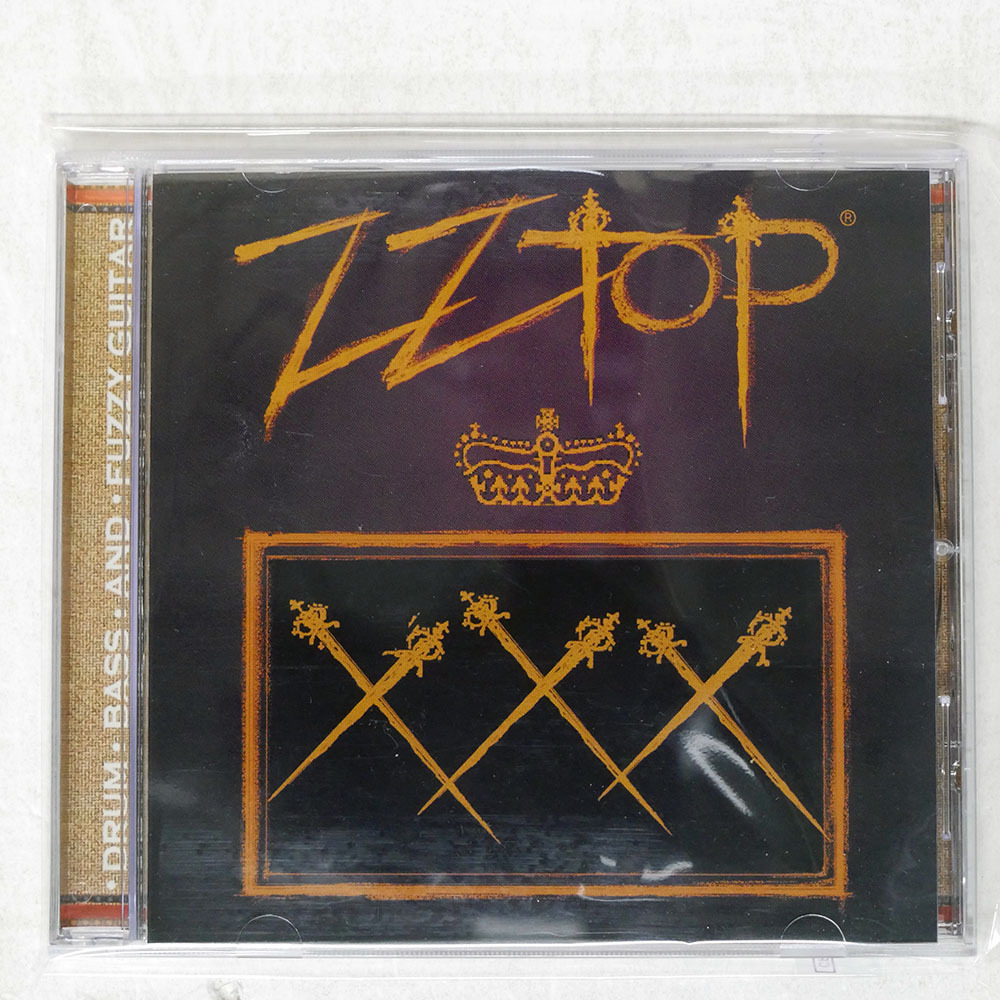 ZZ TOP®
• DRUM • BASS • AND • FUZZY GUITAR
XXX